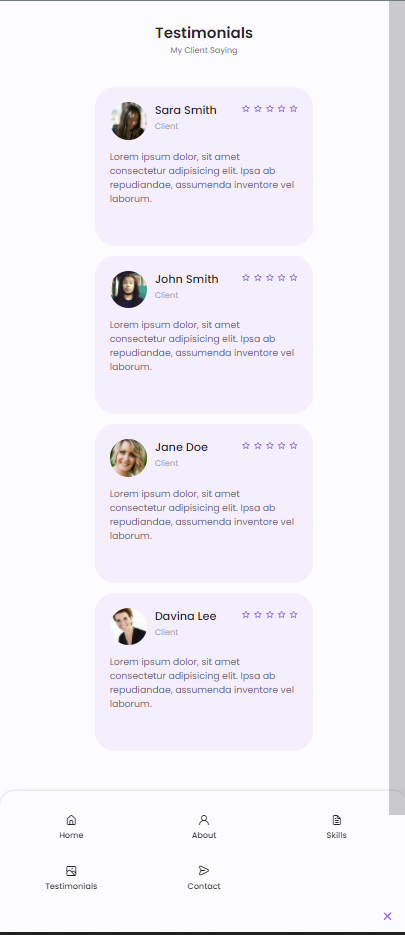 Testimonials
My Client Saying
Sara Smith
Client
Lorem ipsum dolor, sit amet
consectetur adipisicing elit. Ipsa ab
repudiandae, assumenda inventore vel
laborum.
John Smith
Client
Lorem ipsum dolor, sit amet
consectetur adipisicing elit. Ipsa ab
repudiandae, assumenda inventore vel
laborum.
Jane Doe
Client
Lorem ipsum dolor, sit amet
consectetur adipisicing elit. Ipsa ab
repudiandae, assumenda inventore vel
laborum.
Davina Lee
Client
Lorem ipsum dolor, sit amet
consectetur adipisicing elit. Ipsa ab
repudiandae, assumenda inventore vel
laborum.
Home About Skills
Testimonials Contact